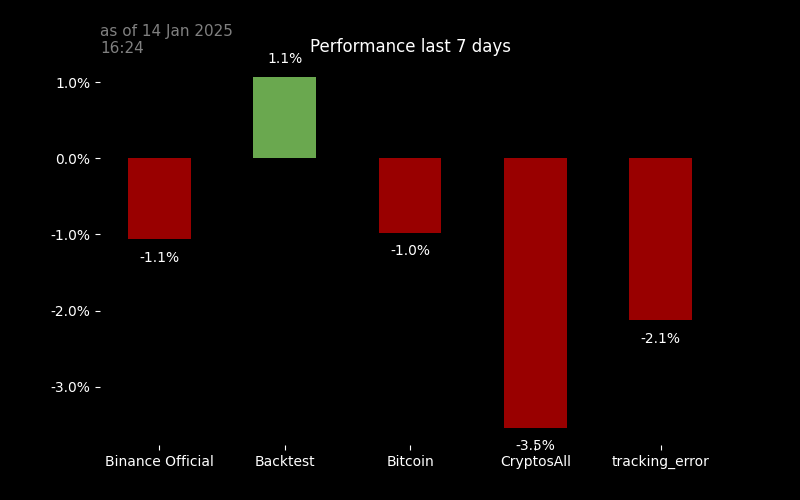 as of 14 Jan 2025
16:24
Performance last 7 days
1.1%
1.0%
0.0%
-1.0%
-1.1%
-1.0%
-2.0%
-2.1%
-3.0%
-3.5%
Binance Official
Backtest
Bitcoin
CryptosAll
tracking_error